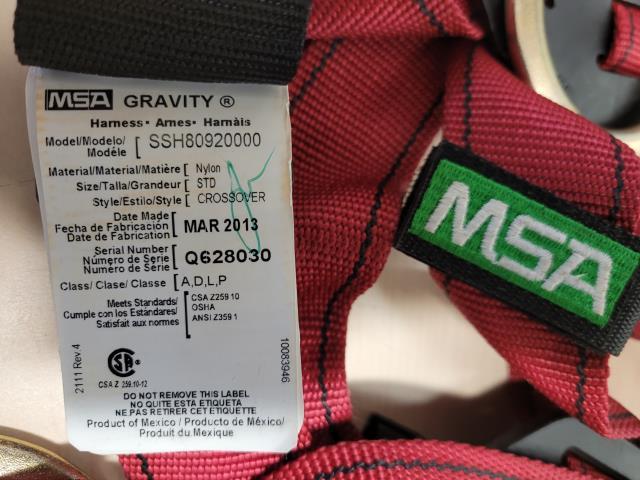 MSA GRAVITY ®
Harness • Arnes • Harnàis
Model/Modelo/
Modéle
SSH80920000
Material/Material/Matière
Nylon
Size/Talla/Grandeur
STD
Style/Estilo/Style
CROSSOVER
Date Made
Fecha de Fabricación
Date de Fabrication
MAR 2013
Serial Number
Número de Serie
Numéro de Série
Q628030
Class/ Clase/ Classe
A,D,L,P
Meets Standards/
Cumple con los Estándares/
Satisfait aux normes
CSA Z259 10
OSHA
ANSI Z359 1
2111 Rev.4
10083946
CSA Z 259.10-12
DO NOT REMOVE THIS LABEL
NO QUITE ESTA ETIQUETA
NE PAS RETIRER CET ETIQUETTE
Product of Mexico / Producto de México/
Produit du Mexique
MSA